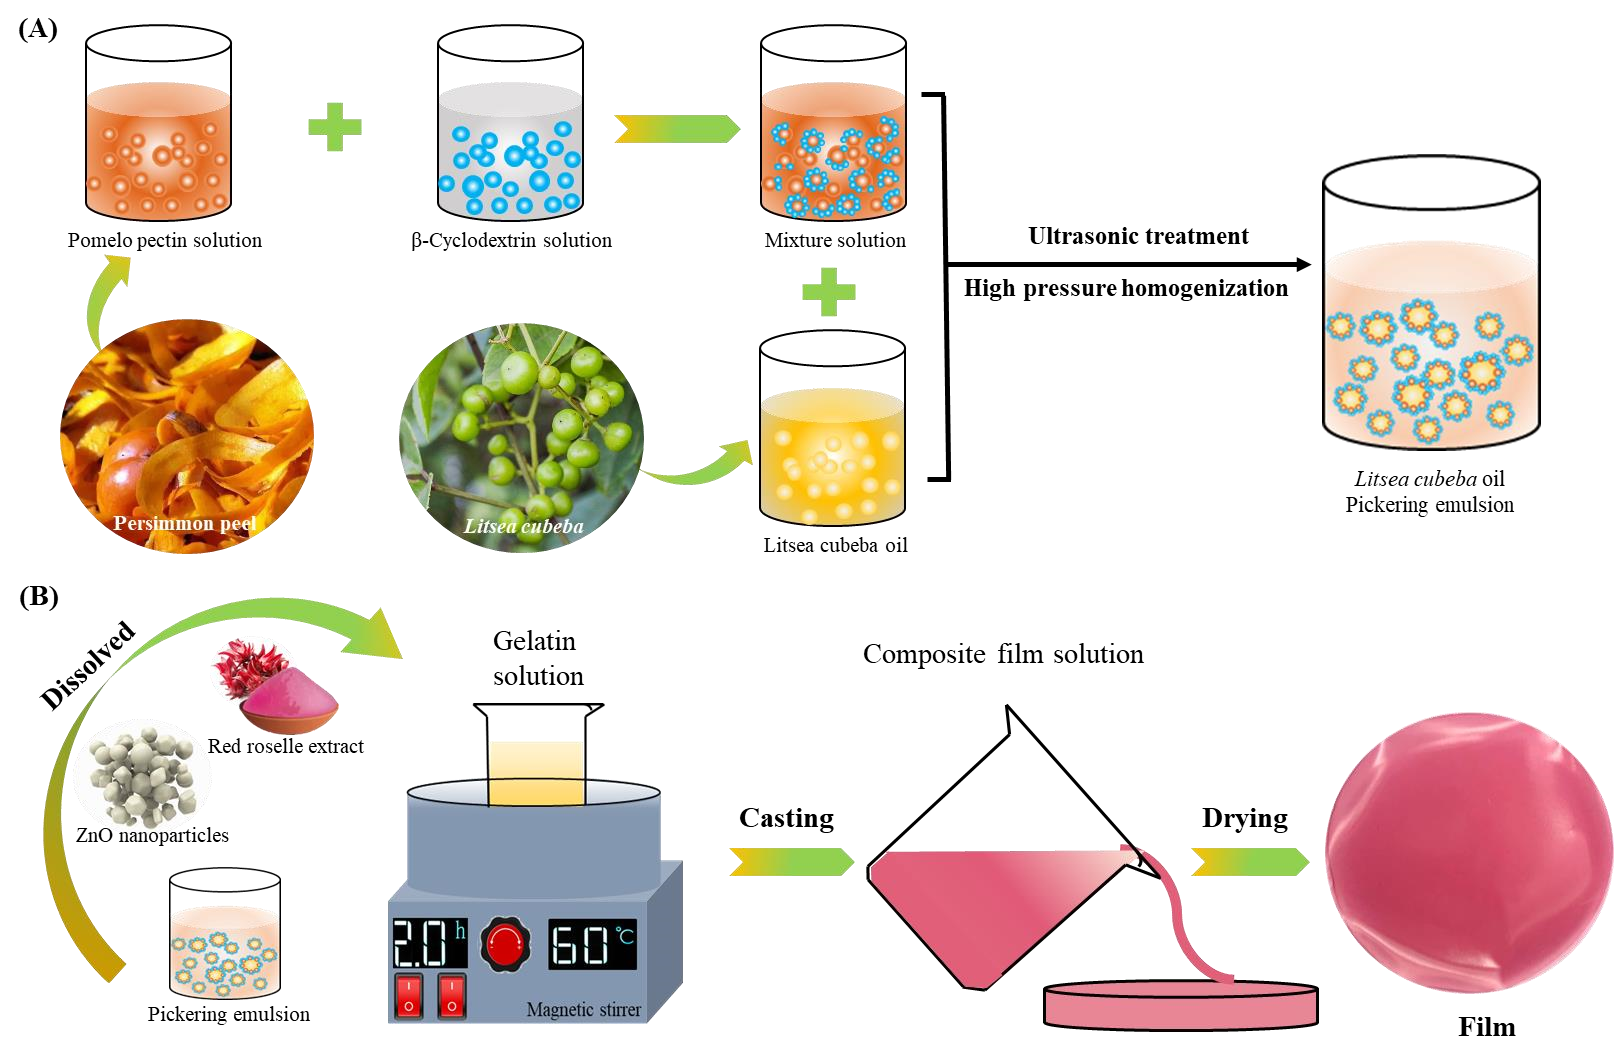 (A)
Pomelo pectin solution
β-Cyclodextrin solution
Mixture solution
Ultrasonic treatment
High pressure homogenization
Persimmon peel
Litsea cubeba
Litsea cubeba oil
Litsea cubeba oil
Pickering emulsion
(B)
Dissolved
Red roselle extract
ZnO nanoparticles
Pickering emulsion
Gelatin
solution
2.0 h
60 °C
I
O
I
O
Magnetic stirrer
Casting
Composite film solution
Drying
Film